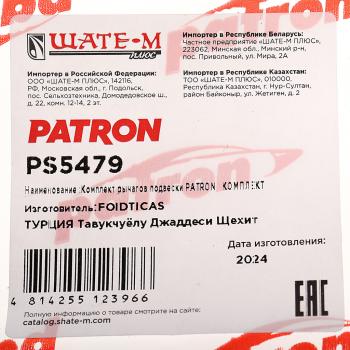 ШАТЕ-М
ПЛЮС
Импортер в Российской Федерации:
ООО «ШАТЕ-М ПЛЮС», 142116,
РФ, Московская обл., г. Подольск,
пос. Сельхозтехника, Домодедовское ш.,
д. 22, комн. 12-14, 2 эт.
Импортер в Республике Беларусь:
Частное предприятие «ШАТЕ-М ПЛЮС»,
223062, Минская обл., Минский р-н,
пос. Привольный, ул. Мира, 2А
Импортер в Республике Казахстан:
ТОО «ШАТЕ-М ПЛЮС», 010000,
Республика Казахстан, г. Нур-Султан,
район Байконыр, ул. Жетиген, д. 2
PATRON
PS5479
Наименование:Комплект рычагов подвески PATRON КОМПЛЕКТ
Изготовитель:FOIDTICAS
ТУРЦИЯ Тавукчуёлу Джаддеси Щехит
Дата изготовления:
2024
4 814255 123966
Подробная информация о товаре
catalog.shate-m.com
EAC